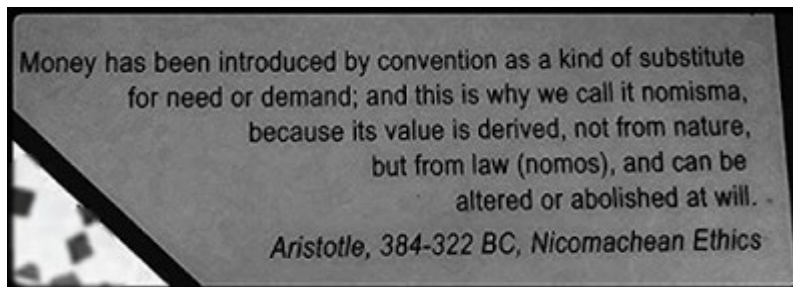 Money has been introduced by convention as a kind of substitute
for need or demand; and this is why we call it nomisma,
because its value is derived, not from nature,
but from law (nomos), and can be
altered or abolished at will.
Aristotle, 384-322 BC, Nicomachean Ethics